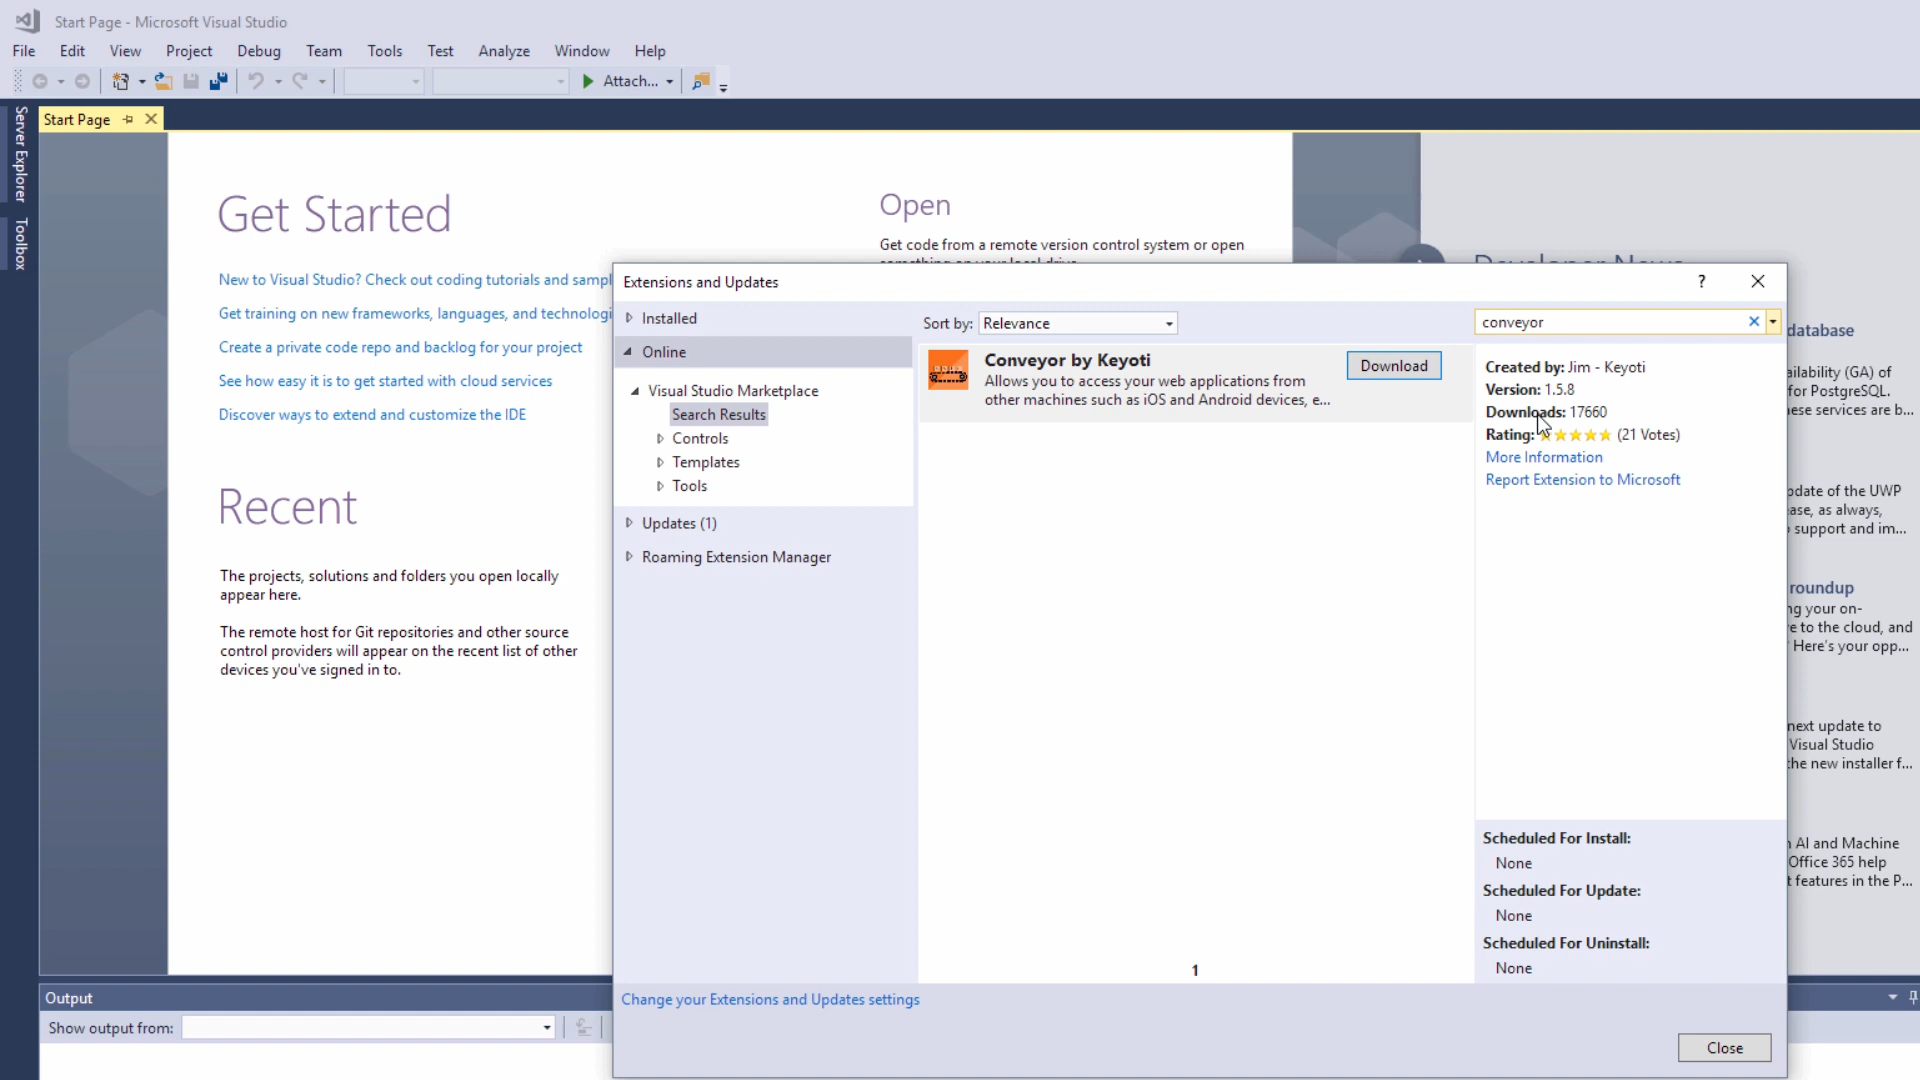 Start Page - Microsoft Visual Studio
File Edit View Project Debug Team Tools Test Analyze Window Help
Attach...
Server Explorer
Toolbox
Start Page
Get Started
New to Visual Studio? Check out coding tutorials and sampl
Get training on new frameworks, languages, and technologi
Create a private code repo and backlog for your project
See how easy it is to get started with cloud services
Discover ways to extend and customize the IDE
Recent
The projects, solutions and folders you open locally
appear here.
The remote host for Git repositories and other source
control providers will appear on the recent list of other
devices you've signed in to.
Open
Get code from a remote version control system or open
something on your local drive.
Developer News
Extensions and Updates
?
Installed
Online
Visual Studio Marketplace
Search Results
Controls
Templates
Tools
Updates (1)
Roaming Extension Manager
Sort by: Relevance
conveyor
Conveyor by Keyoti
Allows you to access your web applications from
other machines such as iOS and Android devices, e...
Download
Created by: Jim - Keyoti
Version: 1.5.8
Downloads: 17660
Rating: (21 Votes)
More Information
Report Extension to Microsoft
Scheduled For Install:
None
Scheduled For Update:
None
Scheduled For Uninstall:
None
1
Change your Extensions and Updates settings
Close
database
ailability (GA) of
for PostgreSQL.
ese services are b...
pdate of the UWP
ase, as always,
support and im...
roundup
ng your on-
e to the cloud, and
Here's your opp...
next update to
Visual Studio
the new installer f...
AI and Machine
Office 365 help
t features in the P...
Output
Show output from: